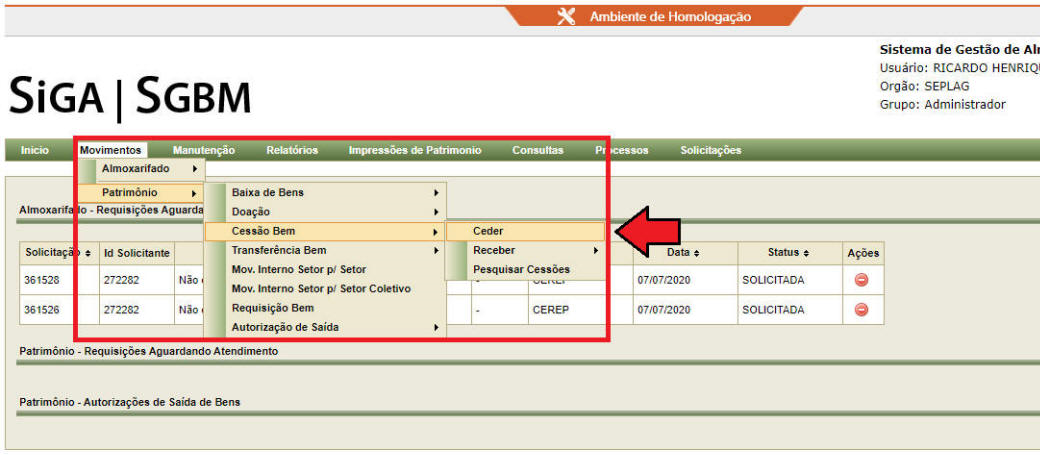 Ambiente de Homologação
Sistema de Gestão de
Usuário: RICARDO
Orgão: SEPLAG
Grupo: Administrador
SiGA | SGBM
Inicio Movimentos Manutenção Relatórios Impressões de Patrimonio Consultas Processos Solicitações
Almoxarifado
Patrimônio Baixa de Bens
Almoxarifado - Requisições Doação
Cessão Bem Ceder
Solicitação Id Solicitante Transferência Bem Receber Data Status Ações
Mov. Interno Setor p/ Setor Pesquisar Cessões
361528 272282 Não CEREP 07/07/2020 SOLICITADA
Mov. Interno Setor p/ Setor Coletivo
361526 272282 Não Requisição Bem - CEREP 07/07/2020 SOLICITADA
Autorização de Saída
Patrimônio - Requisições Aguardando Atendimento
Patrimônio - Autorizações de Saída de Bens